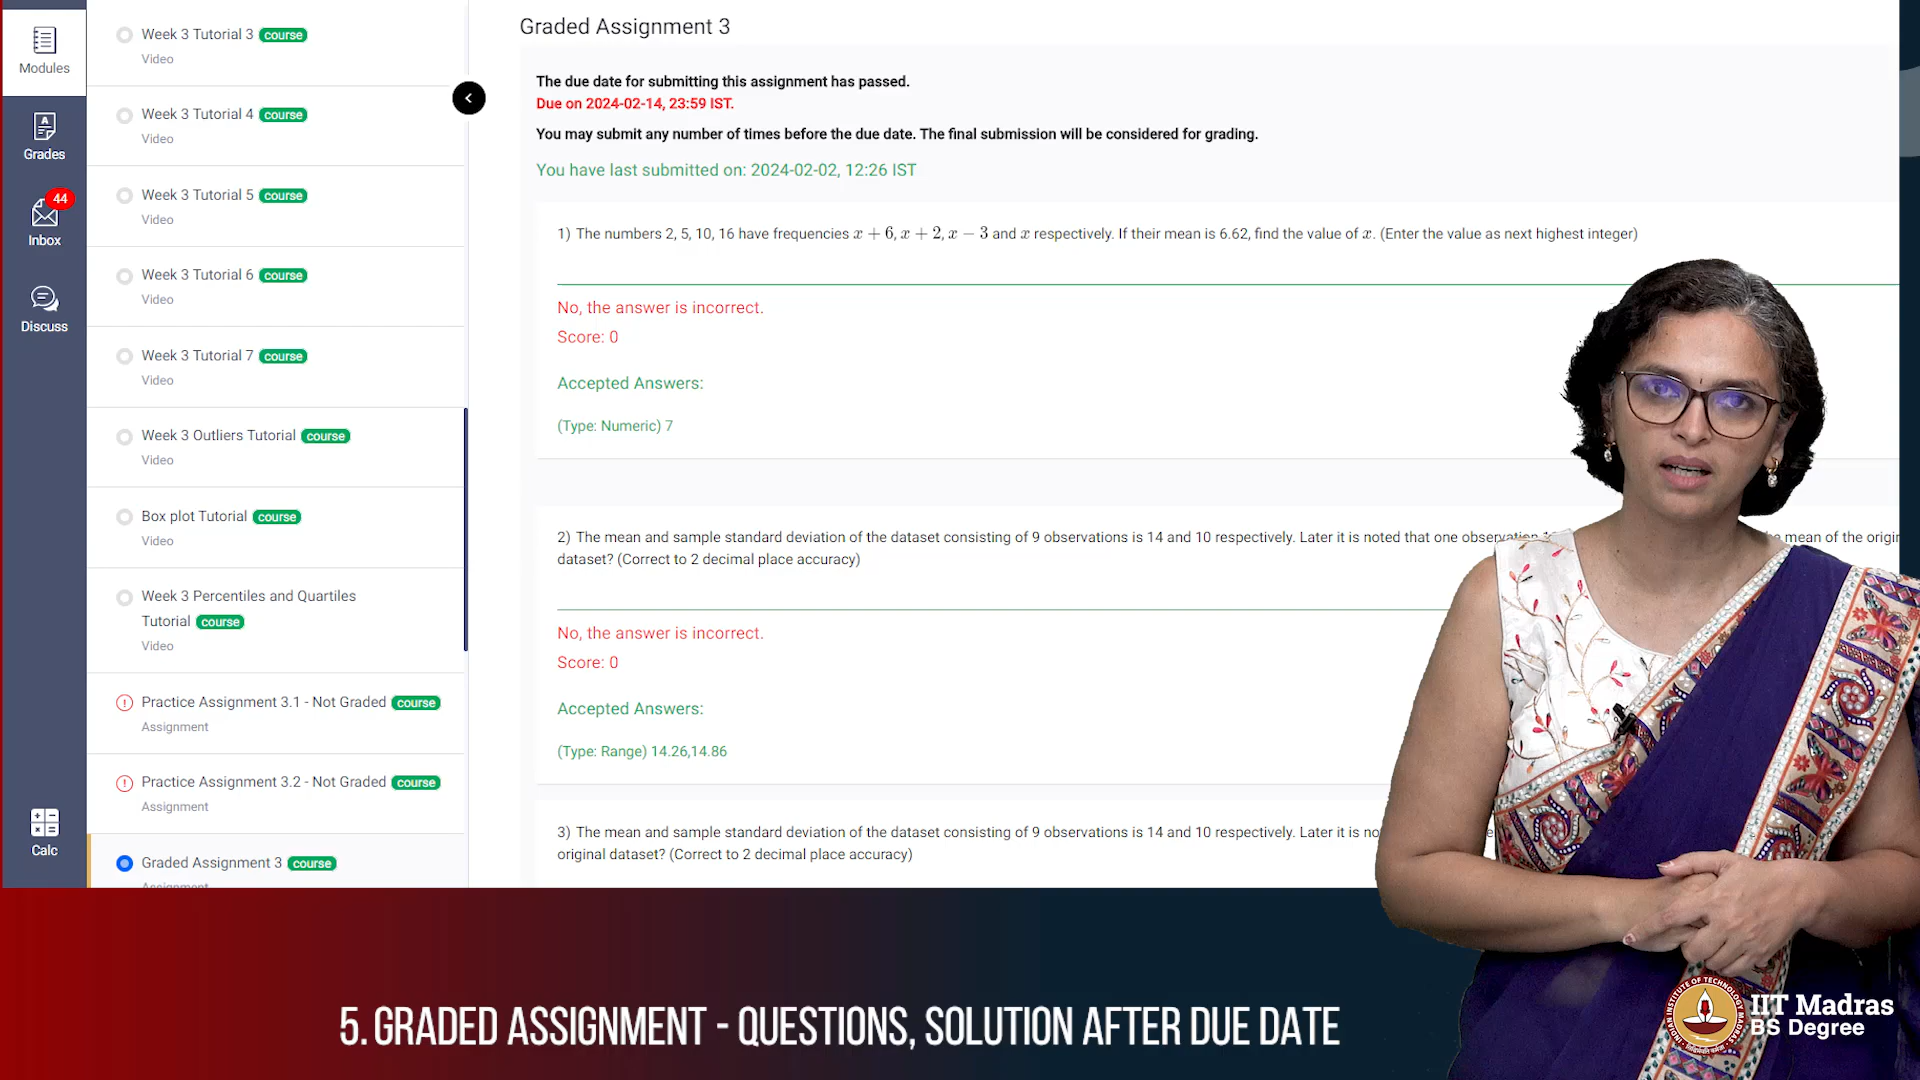 Modules
Grades
44
Inbox
Discuss
Calc
Week 3 Tutorial 3 course
Video
Week 3 Tutorial 4 course
Video
Week 3 Tutorial 5 course
Video
Week 3 Tutorial 6 course
Video
Week 3 Tutorial 7 course
Video
Week 3 Outliers Tutorial course
Video
Box plot Tutorial course
Video
Week 3 Percentiles and Quartiles
Tutorial course
Video
Practice Assignment 3.1 - Not Graded course
Assignment
Practice Assignment 3.2 - Not Graded course
Assignment
Graded Assignment 3 course
Assignment
Graded Assignment 3
The due date for submitting this assignment has passed.
Due on 2024-02-14, 23:59 IST.
You may submit any number of times before the due date. The final submission will be considered for grading.
You have last submitted on: 2024-02-02, 12:26 IST
1) The numbers 2, 5, 10, 16 have frequencies x + 6, x + 2, x − 3 and x respectively. If their mean is 6.62, find the value of x. (Enter the value as next highest integer)
No, the answer is incorrect.
Score: 0
Accepted Answers:
(Type: Numeric) 7
2) The mean and sample standard deviation of the dataset consisting of 9 observations is 14 and 10 respectively. Later it is noted that one observation mean of the
dataset? (Correct to 2 decimal place accuracy)
No, the answer is incorrect.
Score: 0
Accepted Answers:
(Type: Range) 14.26,14.86
3) The mean and sample standard deviation of the dataset consisting of 9 observations is 14 and 10 respectively. Later it is
original dataset? (Correct to 2 decimal place accuracy)
5. GRADED ASSIGNMENT - QUESTIONS, SOLUTION AFTER DUE DATE
IIT Madras
BS Degree